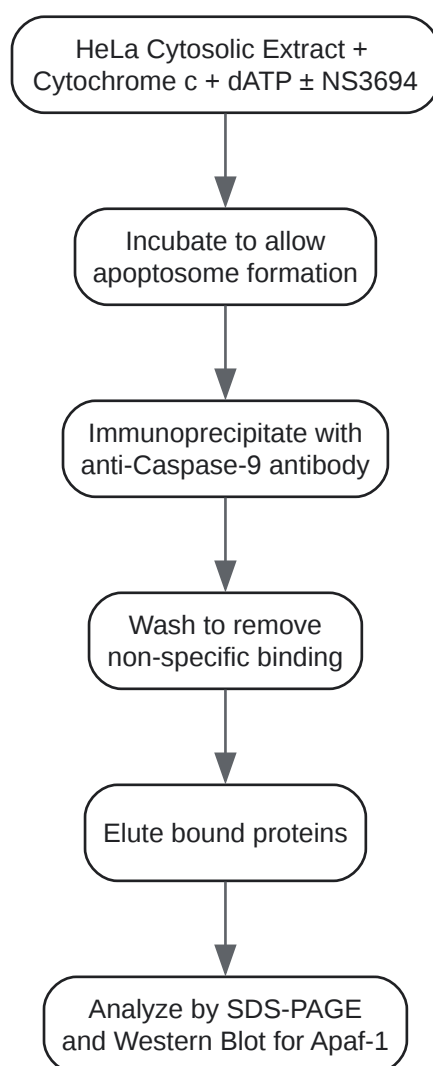 HeLa Cytosolic Extract +
Cytochrome c + dATP ± NS3694
Incubate to allow
apoptosome formation
Immunoprecipitate with
anti-Caspase-9 antibody
Wash to remove
non-specific binding
Elute bound proteins
Analyze by SDS-PAGE
and Western Blot for Apaf-1